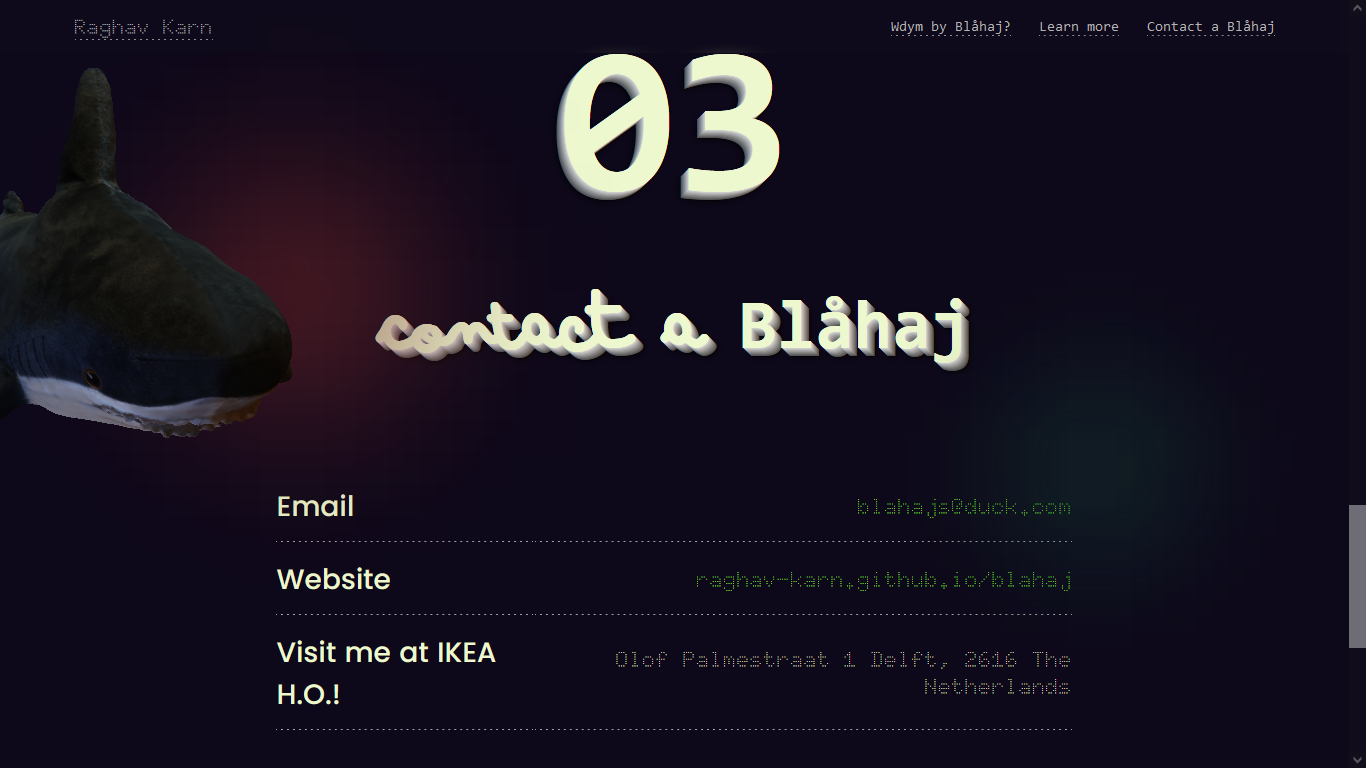 Raghav Karn
Wdym by Blåhaj?
Learn more
Contact a Blåhaj
03
contact a Blåhaj
Email
blahajs@duck.com
Website
raghav-karn.github.io/blahaj
Visit me at IKEA
H.O.!
Olof Palmestraat 1 Delft, 2616 The
Netherlands